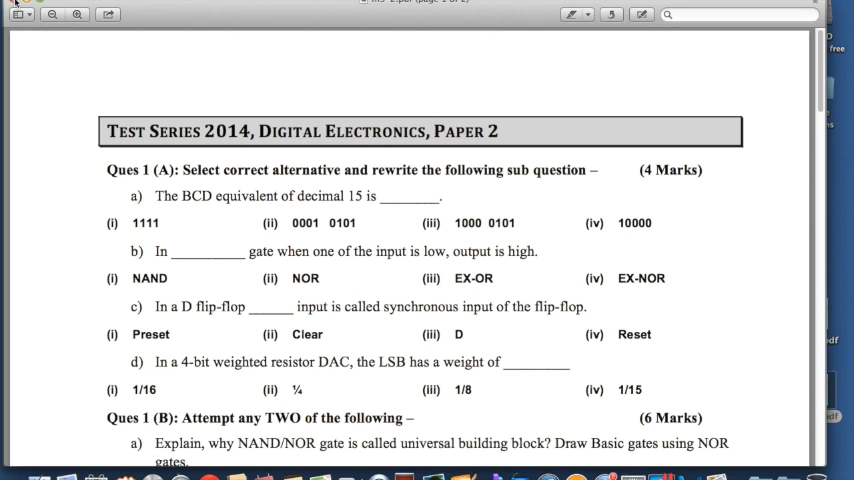 TEST SERIES 2014, DIGITAL ELECTRONICS, PAPER 2
Ques 1 (A): Select correct alternative and rewrite the following sub question – (4 Marks)
a) The BCD equivalent of decimal 15 is ________.
(i) 1111 (ii) 0001 0101 (iii) 1000 0101 (iv) 10000
b) In __________ gate when one of the input is low, output is high.
(i) NAND (ii) NOR (iii) EX-OR (iv) EX-NOR
c) In a D flip-flop ______ input is called synchronous input of the flip-flop.
(i) Preset (ii) Clear (iii) D (iv) Reset
d) In a 4-bit weighted resistor DAC, the LSB has a weight of _________
(i) 1/16 (ii) ¼ (iii) 1/8 (iv) 1/15
Ques 1 (B): Attempt any TWO of the following – (6 Marks)
a) Explain, why NAND/NOR gate is called universal building block? Draw Basic gates using NOR
gates.
free